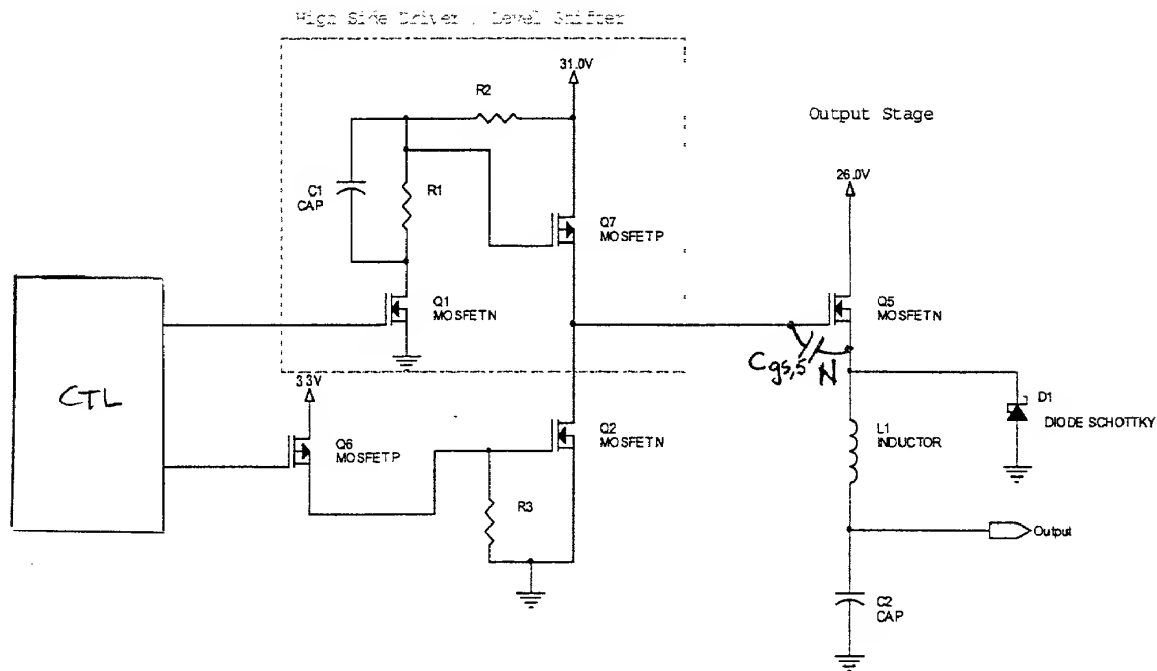 High Side Driver , Level Shifter
31.0V
R2
Output Stage
26.0V
C1
CAP
R1
Q7
MOSFETP
Q1
MOSFETN
Q5
MOSFETN
Cgs,5
N
CTL
3.3V
Q6
MOSFETP
Q2
MOSFETN
D1
DIODE SCHOTTKY
L1
INDUCTOR
R3
Output
C2
CAP